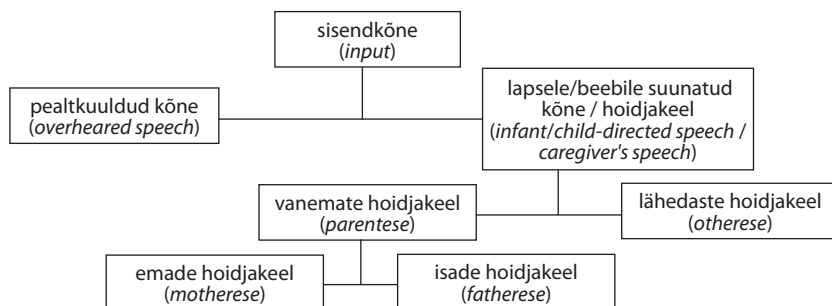 sisendkõne
(input)
pealtkuuldud kõne
(overheared speech)
lapsele/beebile suunatud
kõne / hoidjakeel
(infant/child-directed speech /
caregiver's speech)
vanemate hoidjakeel
(parentese)
lähedaste hoidjakeel
(otherese)
emade hoidjakeel
(motherese)
isade hoidjakeel
(fatherese)